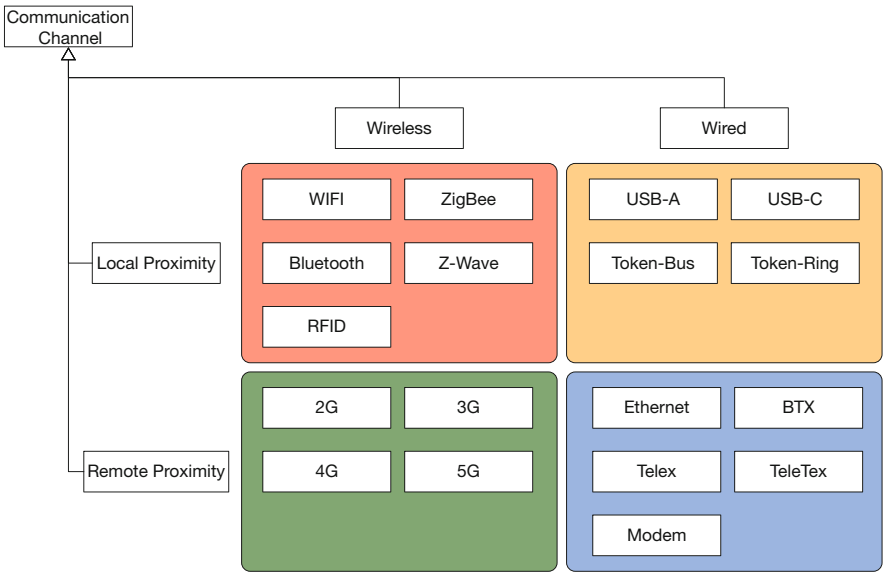 Communication
Channel
Wireless
Wired
WIFI
ZigBee
USB-A
USB-C
Local Proximity
Bluetooth
Z-Wave
Token-Bus
Token-Ring
RFID
2G
3G
Ethernet
BTX
Remote Proximity
4G
5G
Telex
TeleTex
Modem